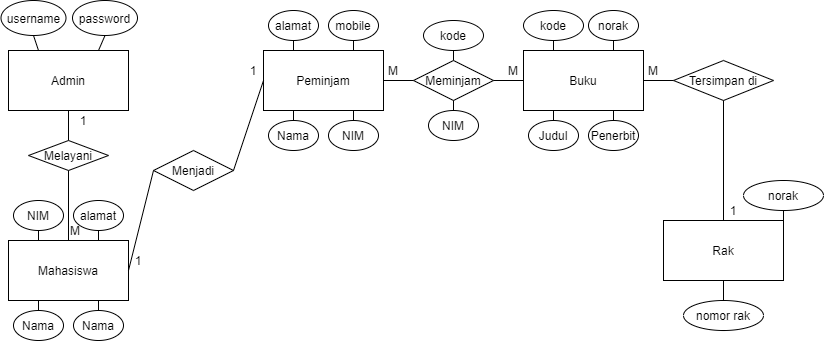 username
password
Admin
1
Melayani
M
NIM
alamat
Mahasiswa
Nama
Nama
1
Menjadi
1
alamat
mobile
Peminjam
Nama
NIM
M
kode
Meminjam
NIM
M
kode
norak
Buku
Judul
Penerbit
M
Tersimpan di
1
norak
Rak
nomor rak